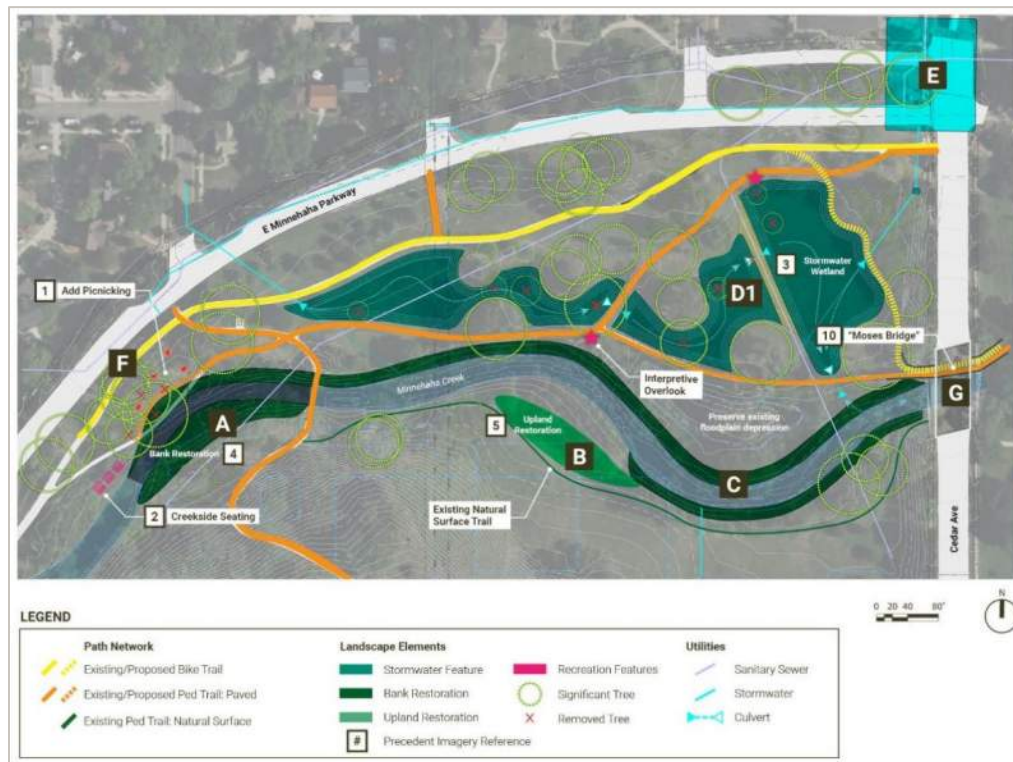 E
E Minnehaha Parkway
1 Add Picnicking
3 Stormwater
Wetland
D1
10 "Moses Bridge"
F
Interpretive
Overlook
G
Minnehaha Creek
A
Bank Restoration 4
5 Upland
Restoration
B
Preserve existing
floodplain depression
C
2 Creekside Seating
Existing Natural
Surface Trail
Cedar Ave
LEGEND
0 20 40 80'
N
Path Network
Existing/Proposed Bike Trail
Existing/Proposed Ped Trail: Paved
Existing Ped Trail: Natural Surface
Landscape Elements
Stormwater Feature
Bank Restoration
Upland Restoration
# Precedent Imagery Reference
Recreation Features
Significant Tree
Removed Tree
Utilities
Sanitary Sewer
Stormwater
Culvert